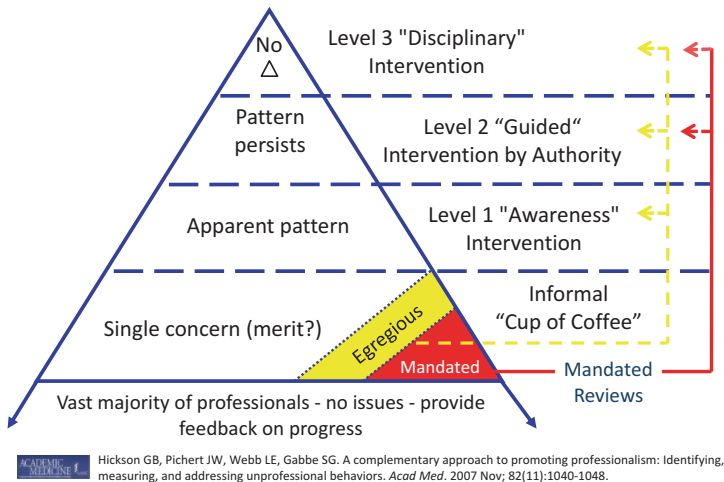 No
△
Level 3 "Disciplinary"
Intervention
Pattern
persists
Level 2 “Guided“
Intervention by Authority
Apparent pattern
Level 1 "Awareness"
Intervention
Single concern (merit?)
Egregious
Mandated
Informal
“Cup of Coffee”
Mandated
Reviews
Vast majority of professionals - no issues - provide
feedback on progress
ACADEMIC
MEDICINE
Hickson GB, Pichert JW, Webb LE, Gabbe SG. A complementary approach to promoting professionalism: Identifying,
measuring, and addressing unprofessional behaviors. Acad Med. 2007 Nov; 82(11):1040-1048.